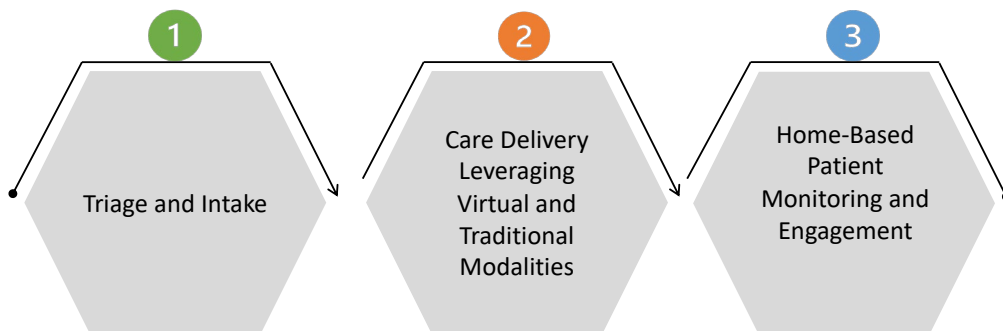 1
2
3
Triage and Intake
Care Delivery
Leveraging
Virtual and
Traditional
Modalities
Home-Based
Patient
Monitoring and
Engagement